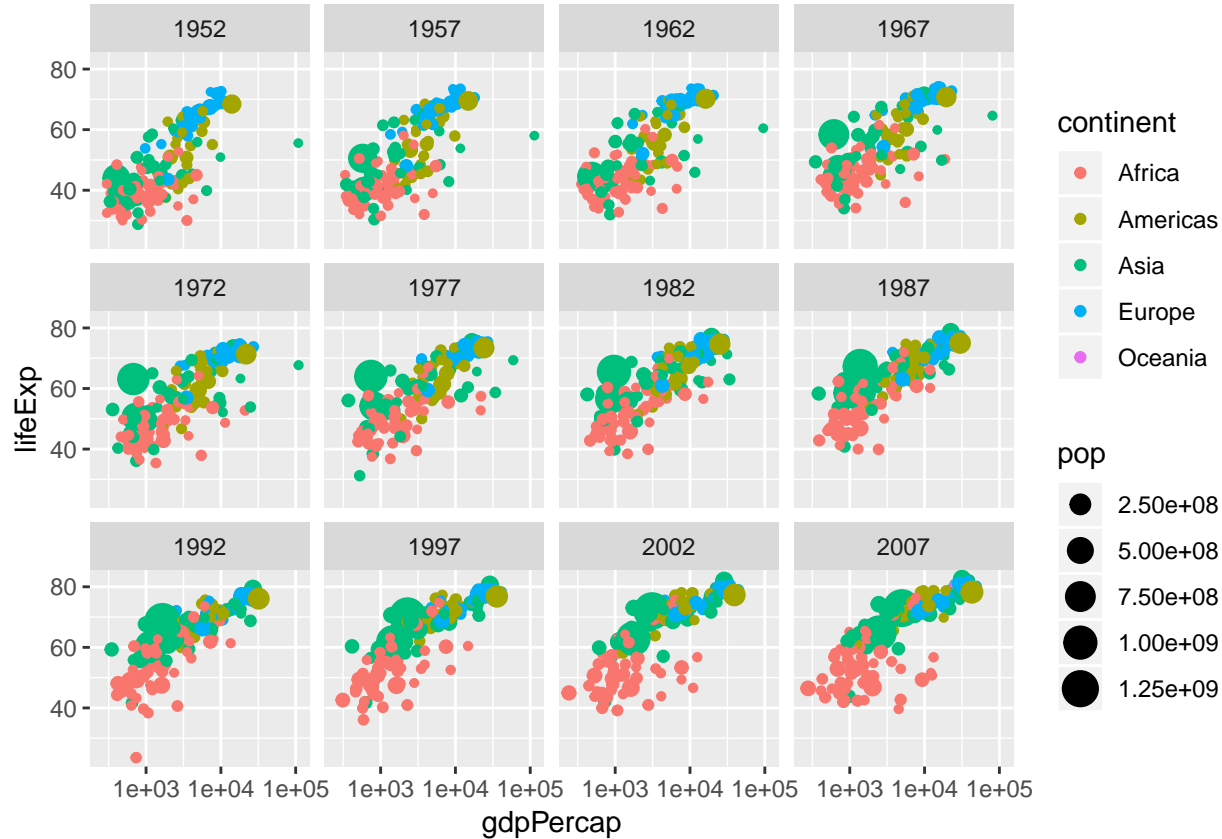 1952
1957
1962
1967
80
60
40
1972
1977
1982
1987
80
60
40
1992
1997
2002
2007
80
60
40
1e+03 1e+04 1e+05 1e+03 1e+04 1e+05 1e+03 1e+04 1e+05 1e+03 1e+04 1e+05
gdpPercap
lifeExp
continent
Africa
Americas
Asia
Europe
Oceania
pop
2.50e+08
5.00e+08
7.50e+08
1.00e+09
1.25e+09